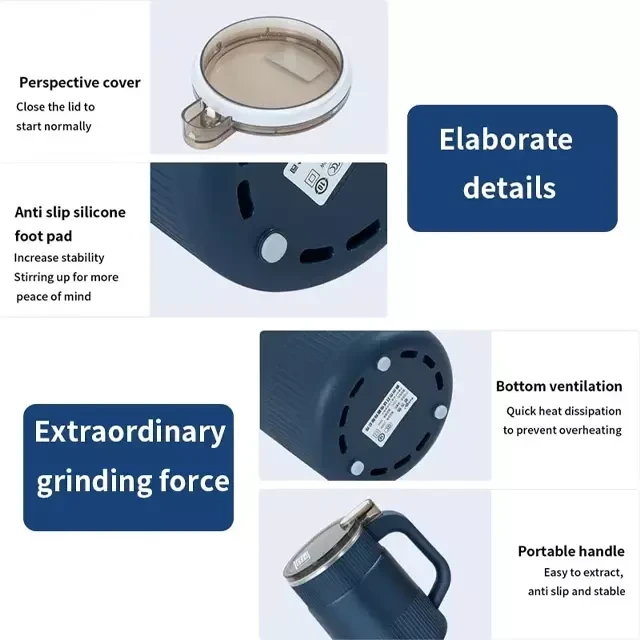 Perspective cover
Close the lid to
start normally
Elaborate
details
Anti slip silicone
foot pad
Increase stability
Stirring up for more
peace of mind
Extraordinary
grinding force
Bottom ventilation
Quick heat dissipation
to prevent overheating
Portable handle
Easy to extract,
anti slip and stable